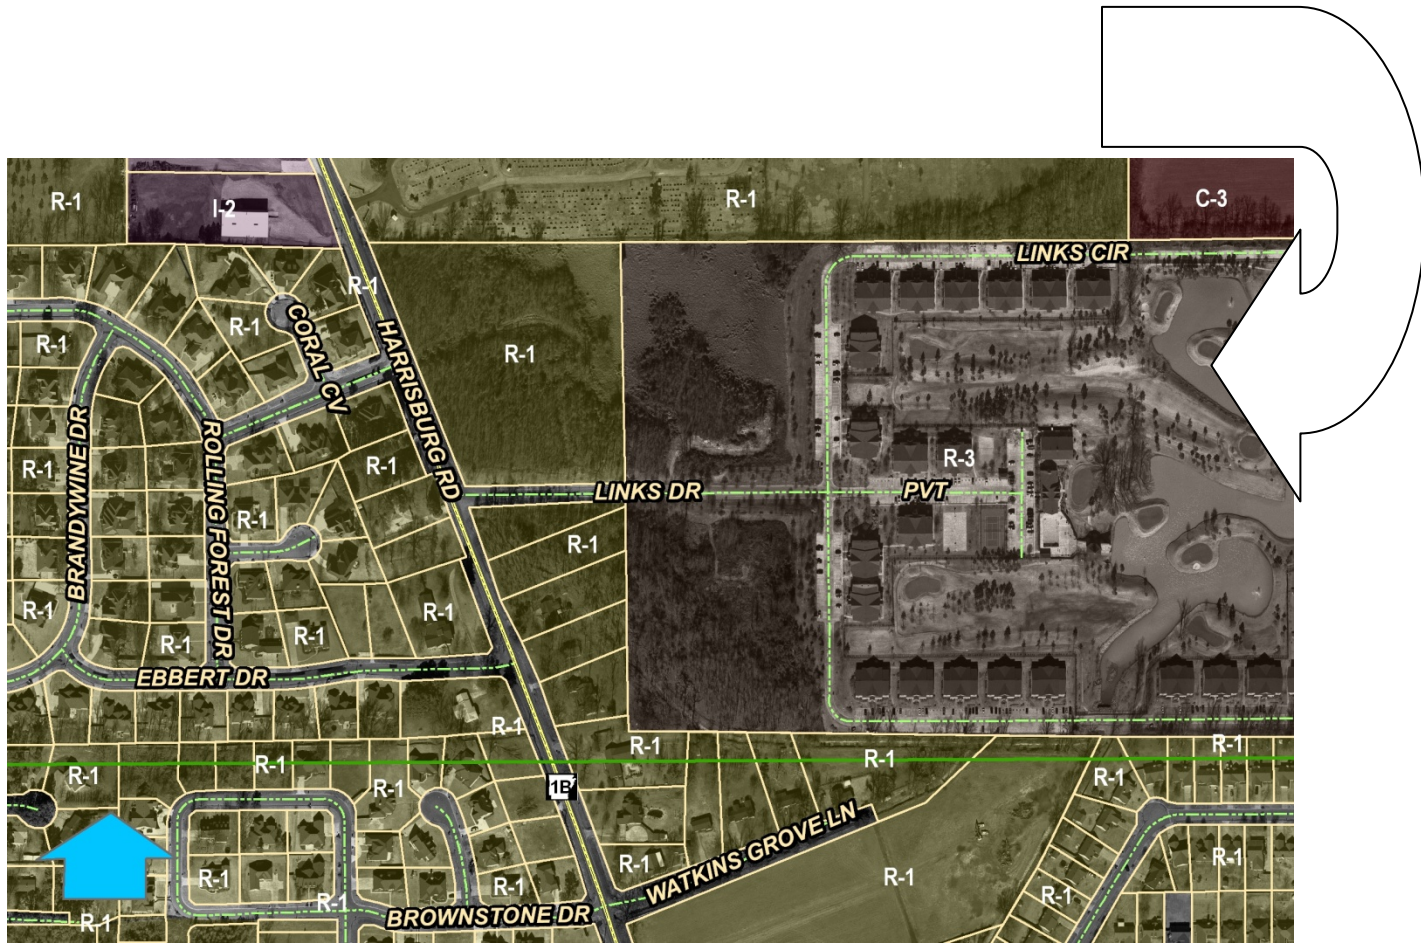 R-1
I-2
R-1
C-3
LINKS CIR
R-1
R-1
CORAL CV
HARRISBURG RD
R-1
R-1
BRANDYWINE DR
ROLLING FOREST DR
R-1
R-1
R-3
LINKS DR
PVT
R-1
R-1
R-1
R-1
R-1
R-1
EBBERT DR
R-1
R-1
R-1
R-1
R-1
R-1
R-1
R-1
R-1
1B
WATKINS GROVE LN
R-1
R-1
R-1
R-1
R-1
R-1
R-1
R-1
BROWNSTONE DR
R-1